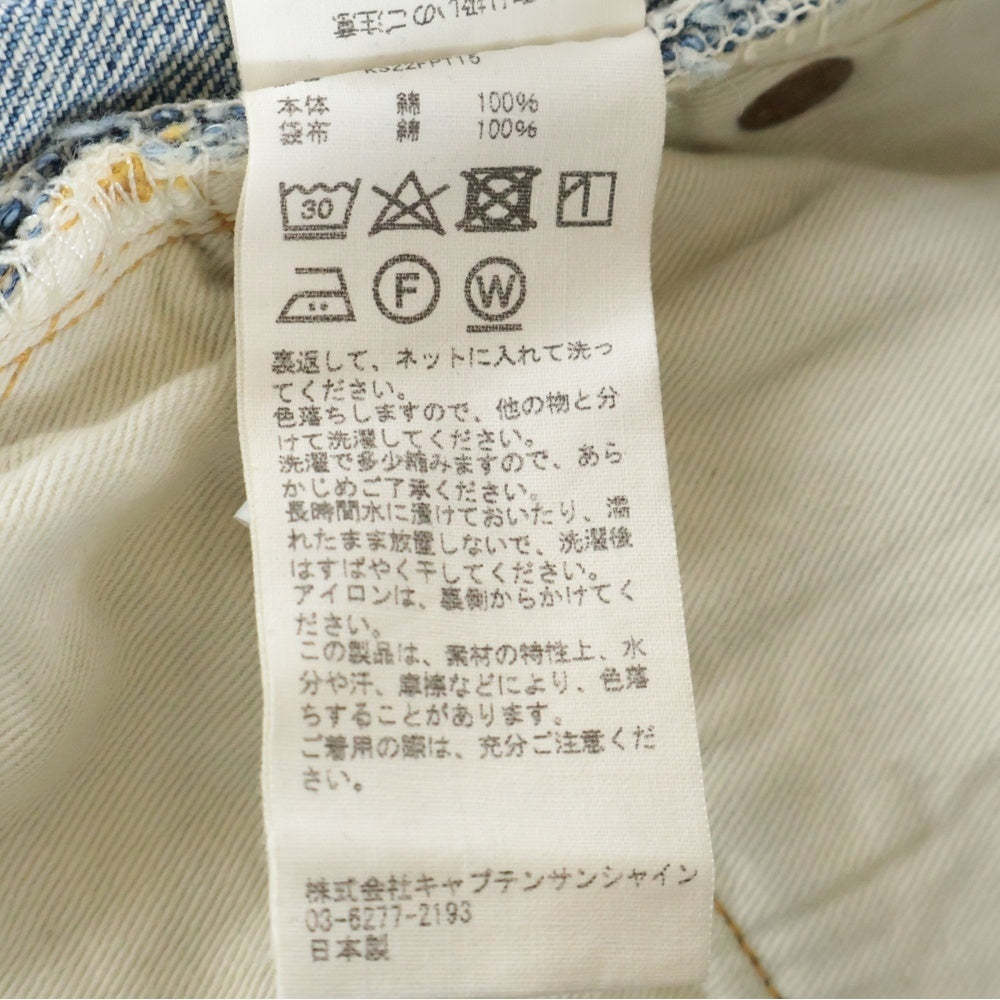 本体 綿 100%
袋布 綿 100%
30
F W
裏返して、ネットに入れて洗っ
てください。
色落ちしますので、他の物と分
けて洗濯してください。
洗濯で多少縮みますので、あら
かじめご了承ください。
長時間水に漬けておいたり、濡
れたまま放置しないで、洗濯後
はすばやく干してください。
アイロンは、裏側からかけてく
ださい。
この製品は、素材の特性上、水
分や汗、摩擦などにより、色落
ちすることがあります。
ご着用の際は、充分ご注意くだ
さい。
株式会社キャプテンサンシャイン
03-6277-2193
日本製